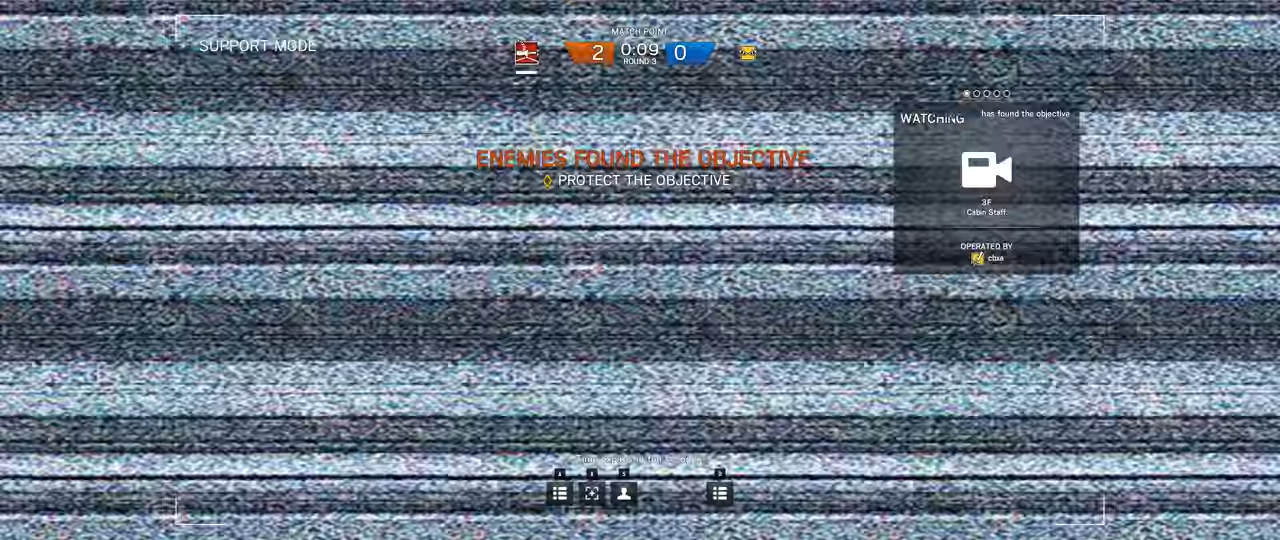 SUPPORT MODE
MATCH POINT
2 0:09 0
ROUND 3
WATCHING
has found the objective
ENEMIES FOUND THE OBJECTIVE
PROTECT THE OBJECTIVE
3F
Cabin Staff
OPERATED BY
cbxa